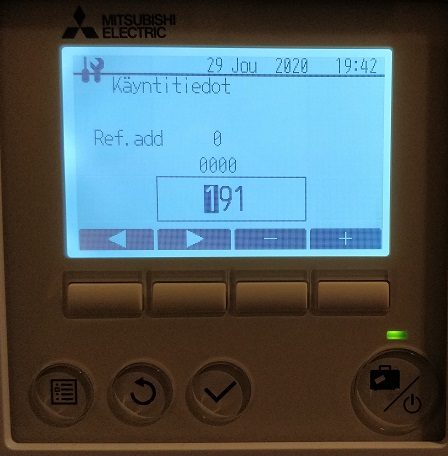 MITSUBISHI
ELECTRIC
29 Jou 2020 19:42
Käyntitiedot
Ref.add 0
0000
191
− +